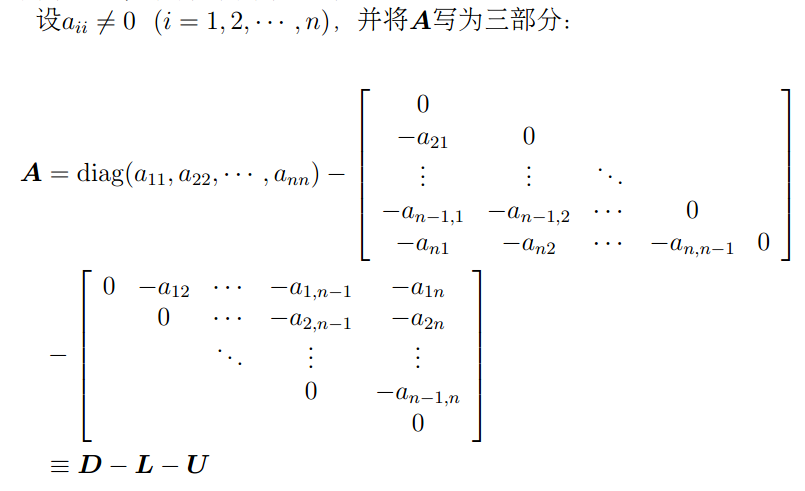 设$a_{ii} \neq 0$ ($i = 1, 2, \cdots, n$), 并将$\boldsymbol{A}$写为三部分:
$\boldsymbol{A} = \mathrm{diag}(a_{11}, a_{22}, \cdots, a_{nn}) - \begin{bmatrix} 0 & & & & \\ -a_{21} & 0 & & & \\ \vdots & \vdots & \ddots & & \\ -a_{n-1,1} & -a_{n-1,2} & \cdots & 0 & \\ -a_{n1} & -a_{n2} & \cdots & -a_{n,n-1} & 0 \end{bmatrix}$
$- \begin{bmatrix} 0 & -a_{12} & \cdots & -a_{1,n-1} & -a_{1n} \\ & 0 & \cdots & -a_{2,n-1} & -a_{2n} \\ & & \ddots & \vdots & \vdots \\ & & & 0 & -a_{n-1,n} \\ & & & & 0 \end{bmatrix}$
$\equiv \boldsymbol{D} - \boldsymbol{L} - \boldsymbol{U}$